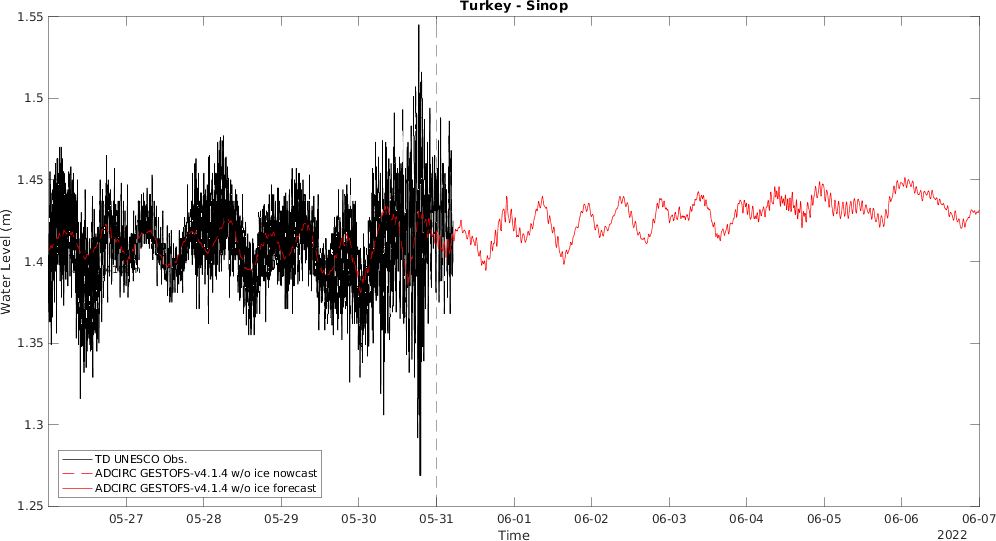 Turkey - Sinop
1.55
1.5
1.45
1.4
1.35
1.3
1.25
Water Level (m)
TD UNESCO Obs.
ADCIRC GESTOFS-v4.1.4 w/o ice nowcast
ADCIRC GESTOFS-v4.1.4 w/o ice forecast
05-27 05-28 05-29 05-30 05-31 06-01 06-02 06-03 06-04 06-05 06-06 06-07
Time
2022